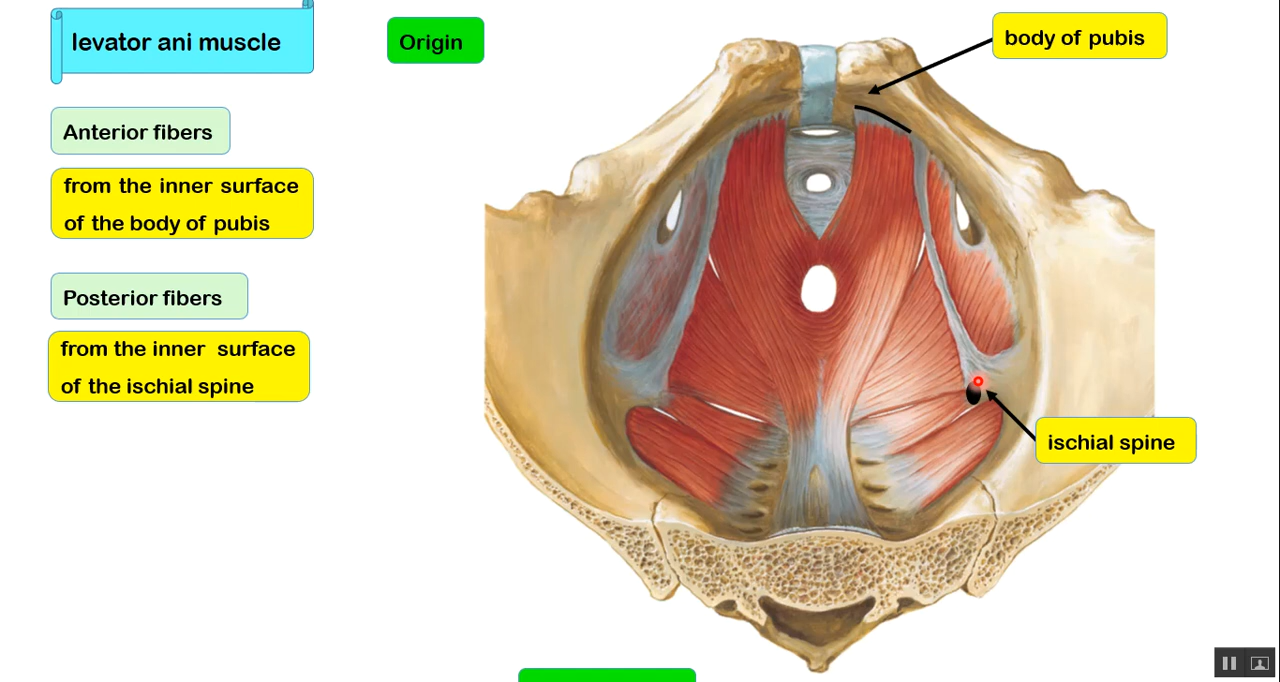 levator ani muscle
Origin
body of pubis
Anterior fibers
from the inner surface
of the body of pubis
Posterior fibers
from the inner surface
of the ischial spine
ischial spine